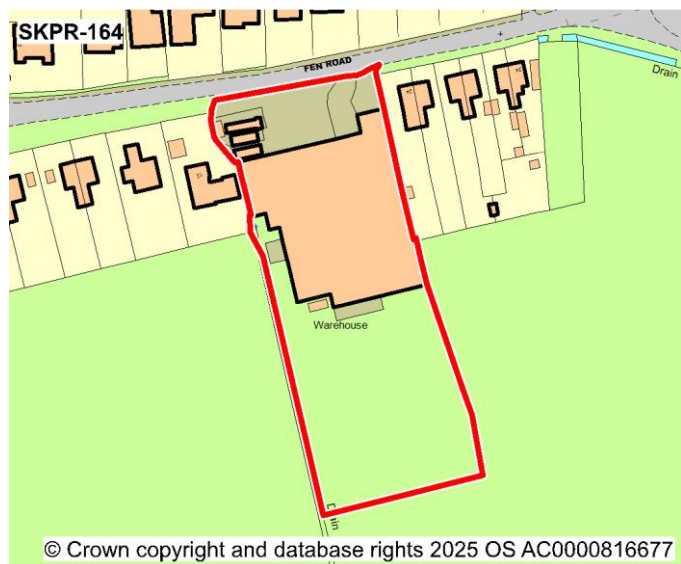 SKPR-164
FEN ROAD
Drain
Warehouse
© Crown copyright and database rights 2025 OS AC0000816677